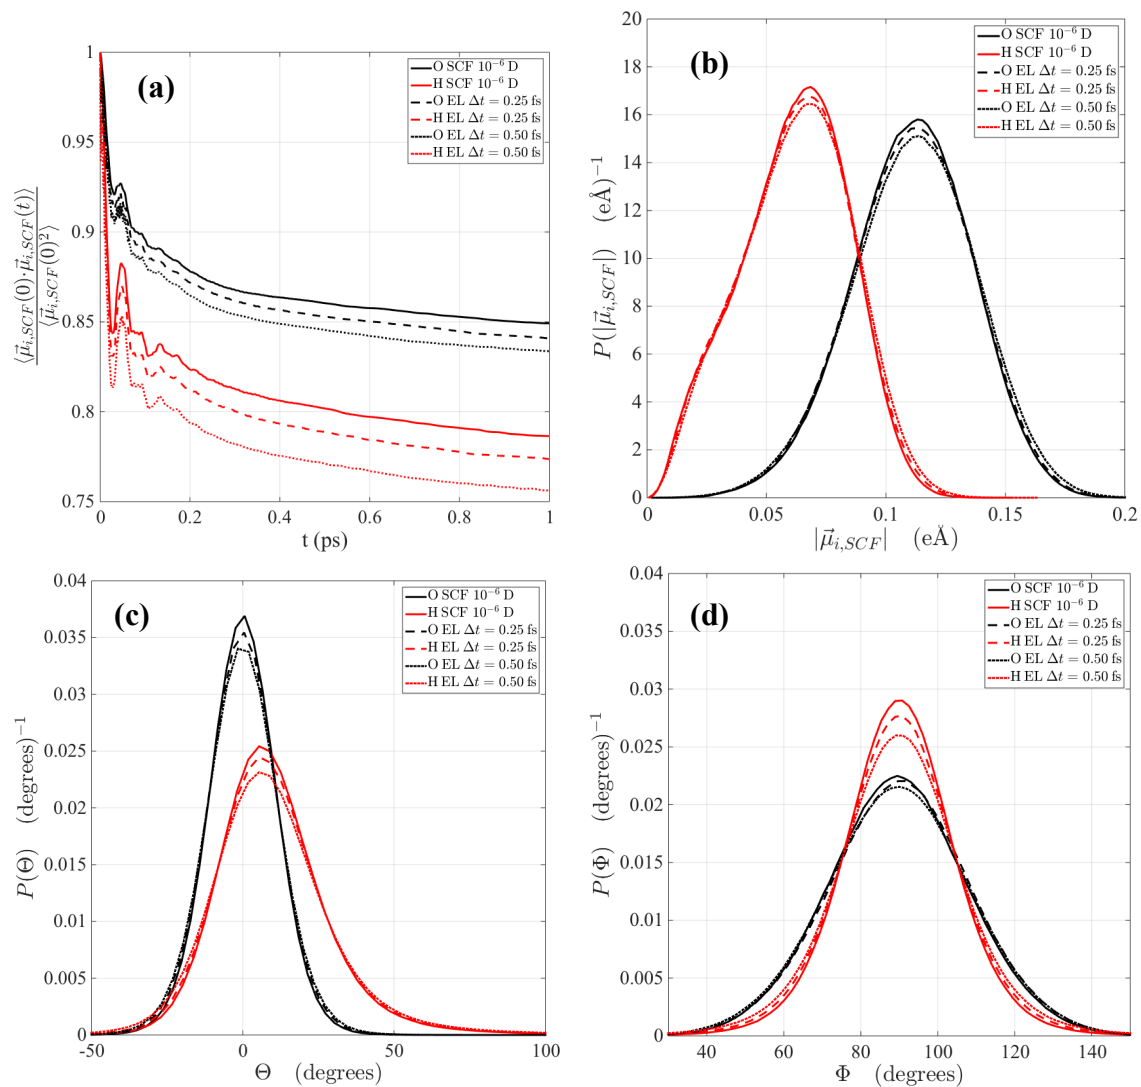 (a)
O SCF 10⁻⁶ D
H SCF 10⁻⁶ D
O EL Δt = 0.25 fs
H EL Δt = 0.25 fs
O EL Δt = 0.50 fs
H EL Δt = 0.50 fs
1
0.95
0.9
0.85
0.8
0.75
⟨μ⃗i,SCF(0)·μ⃗i,SCF(t)⟩
⟨μ⃗i,SCF(0)²⟩
0 0.2 0.4 0.6 0.8 1
t (ps)
(b)
O SCF 10⁻⁶ D
H SCF 10⁻⁶ D
O EL Δt = 0.25 fs
H EL Δt = 0.25 fs
O EL Δt = 0.50 fs
H EL Δt = 0.50 fs
20
18
16
14
12
10
8
6
4
2
0
P(|μ⃗i,SCF|) (eÅ)⁻¹
0 0.05 0.1 0.15 0.2
|μ⃗i,SCF| (eÅ)
(c)
O SCF 10⁻⁶ D
H SCF 10⁻⁶ D
O EL Δt = 0.25 fs
H EL Δt = 0.25 fs
O EL Δt = 0.50 fs
H EL Δt = 0.50 fs
0.04
0.035
0.03
0.025
0.02
0.015
0.01
0.005
0
P(Θ) (degrees)⁻¹
-50 0 50 100
Θ (degrees)
(d)
O SCF 10⁻⁶ D
H SCF 10⁻⁶ D
O EL Δt = 0.25 fs
H EL Δt = 0.25 fs
O EL Δt = 0.50 fs
H EL Δt = 0.50 fs
0.04
0.035
0.03
0.025
0.02
0.015
0.01
0.005
0
P(Φ) (degrees)⁻¹
40 60 80 100 120 140
Φ (degrees)